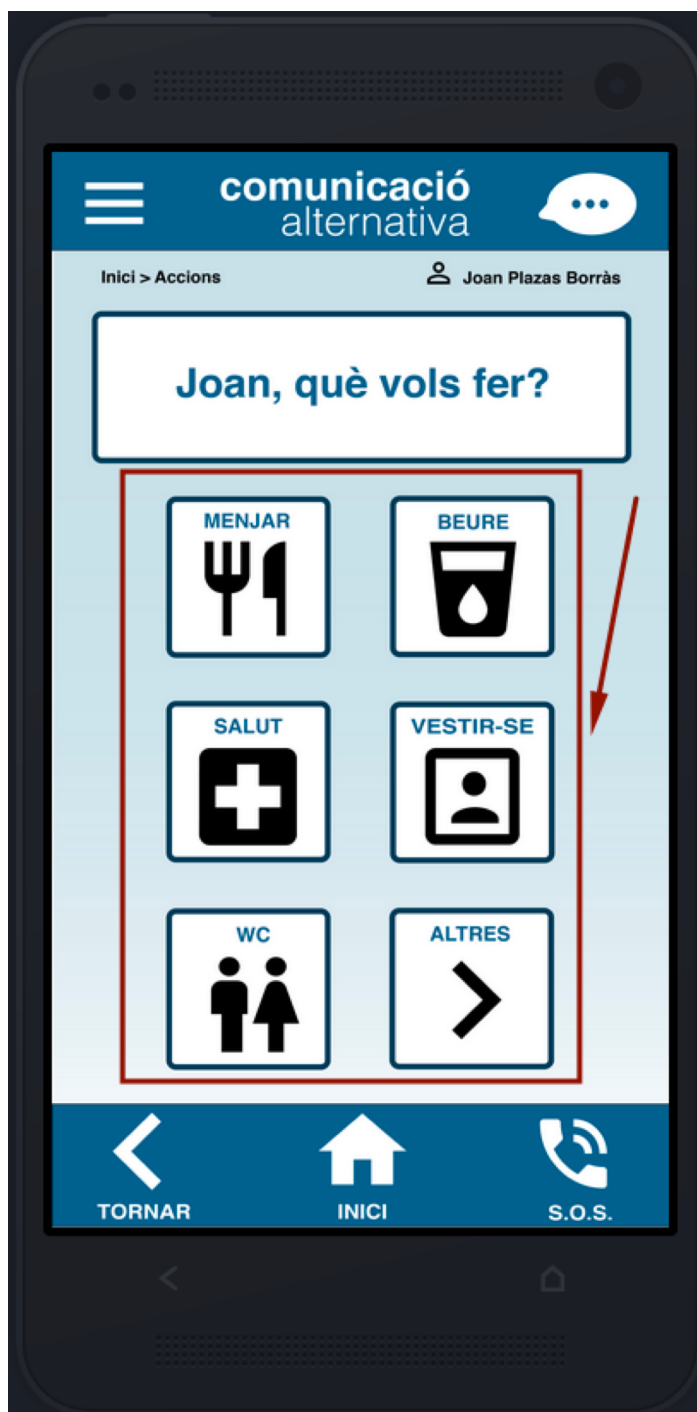 comunicació
alternativa
Inici > Accions
Joan Plazas Borràs
Joan, què vols fer?
MENJAR
BEURE
SALUT
VESTIR-SE
WC
ALTRES
TORNAR
INICI
S.O.S.